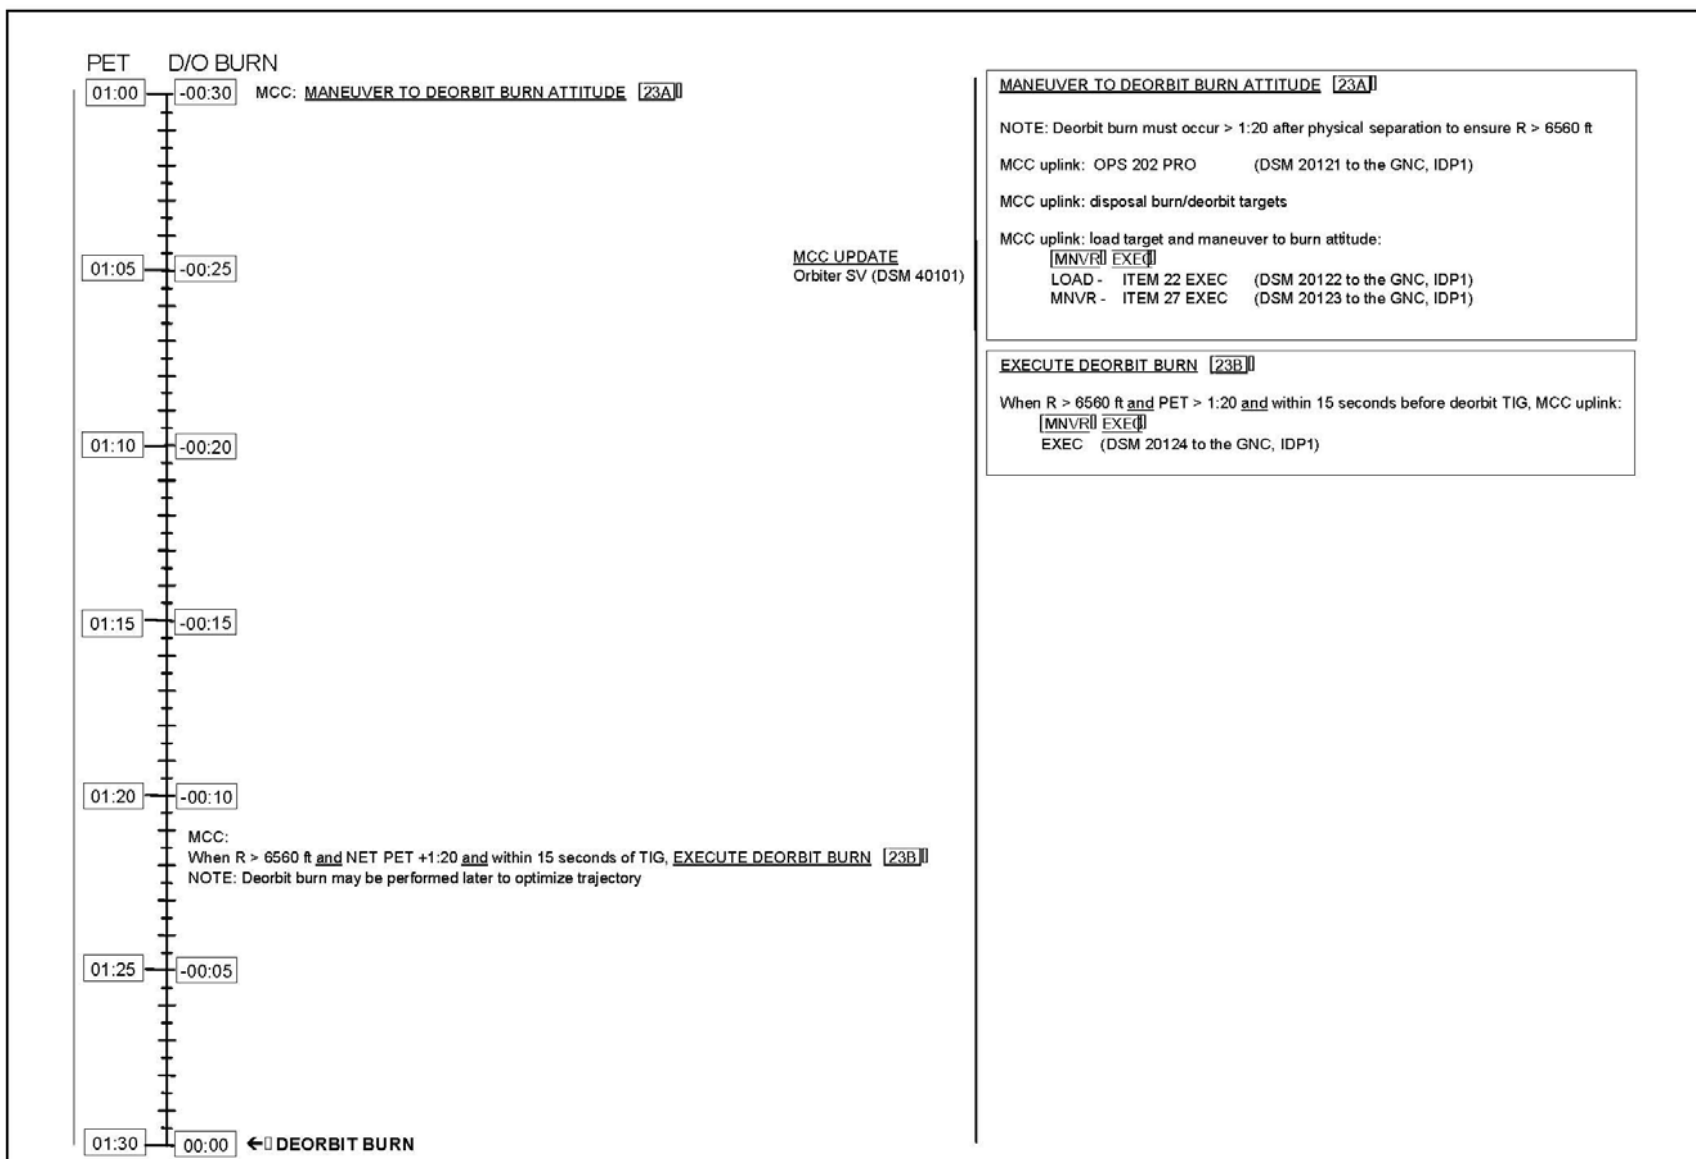 PET D/O BURN
01:00 -00:30 MCC: MANEUVER TO DEORBIT BURN ATTITUDE [23A]
MCC UPDATE
01:05 -00:25 Orbiter SV (DSM 40101)
01:10 -00:20
01:15 -00:15
01:20 -00:10
MCC:
When R > 6560 ft and NET PET +1:20 and within 15 seconds of TIG, EXECUTE DEORBIT BURN [23B]
NOTE: Deorbit burn may be performed later to optimize trajectory
01:25 -00:05
01:30 00:00 ← DEORBIT BURN
MANEUVER TO DEORBIT BURN ATTITUDE [23A]
NOTE: Deorbit burn must occur > 1:20 after physical separation to ensure R > 6560 ft
MCC uplink: OPS 202 PRO (DSM 20121 to the GNC, IDP1)
MCC uplink: disposal burn/deorbit targets
MCC uplink: load target and maneuver to burn attitude:
MNVR EXEC
LOAD - ITEM 22 EXEC (DSM 20122 to the GNC, IDP1)
MNVR - ITEM 27 EXEC (DSM 20123 to the GNC, IDP1)
EXECUTE DEORBIT BURN [23B]
When R > 6560 ft and PET > 1:20 and within 15 seconds before deorbit TIG, MCC uplink:
MNVR EXEC
EXEC (DSM 20124 to the GNC, IDP1)